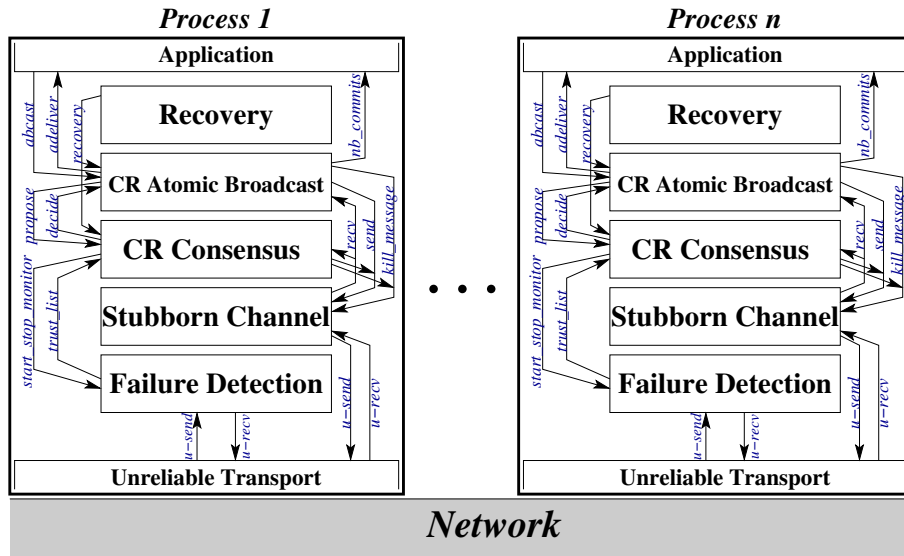 Process 1
Process n
Application
abcast
adeliver
recovery
nb_commits
Recovery
CR Atomic Broadcast
propose
decide
recv
send
kill_message
CR Consensus
start_stop_monitor
trust_list
Stubborn Channel
Failure Detection
u-send
u-recv
u-send
u-recv
Unreliable Transport
. . .
Application
abcast
adeliver
recovery
nb_commits
Recovery
CR Atomic Broadcast
propose
decide
recv
send
kill_message
CR Consensus
start_stop_monitor
trust_list
Stubborn Channel
Failure Detection
u-send
u-recv
u-send
u-recv
Unreliable Transport
Network